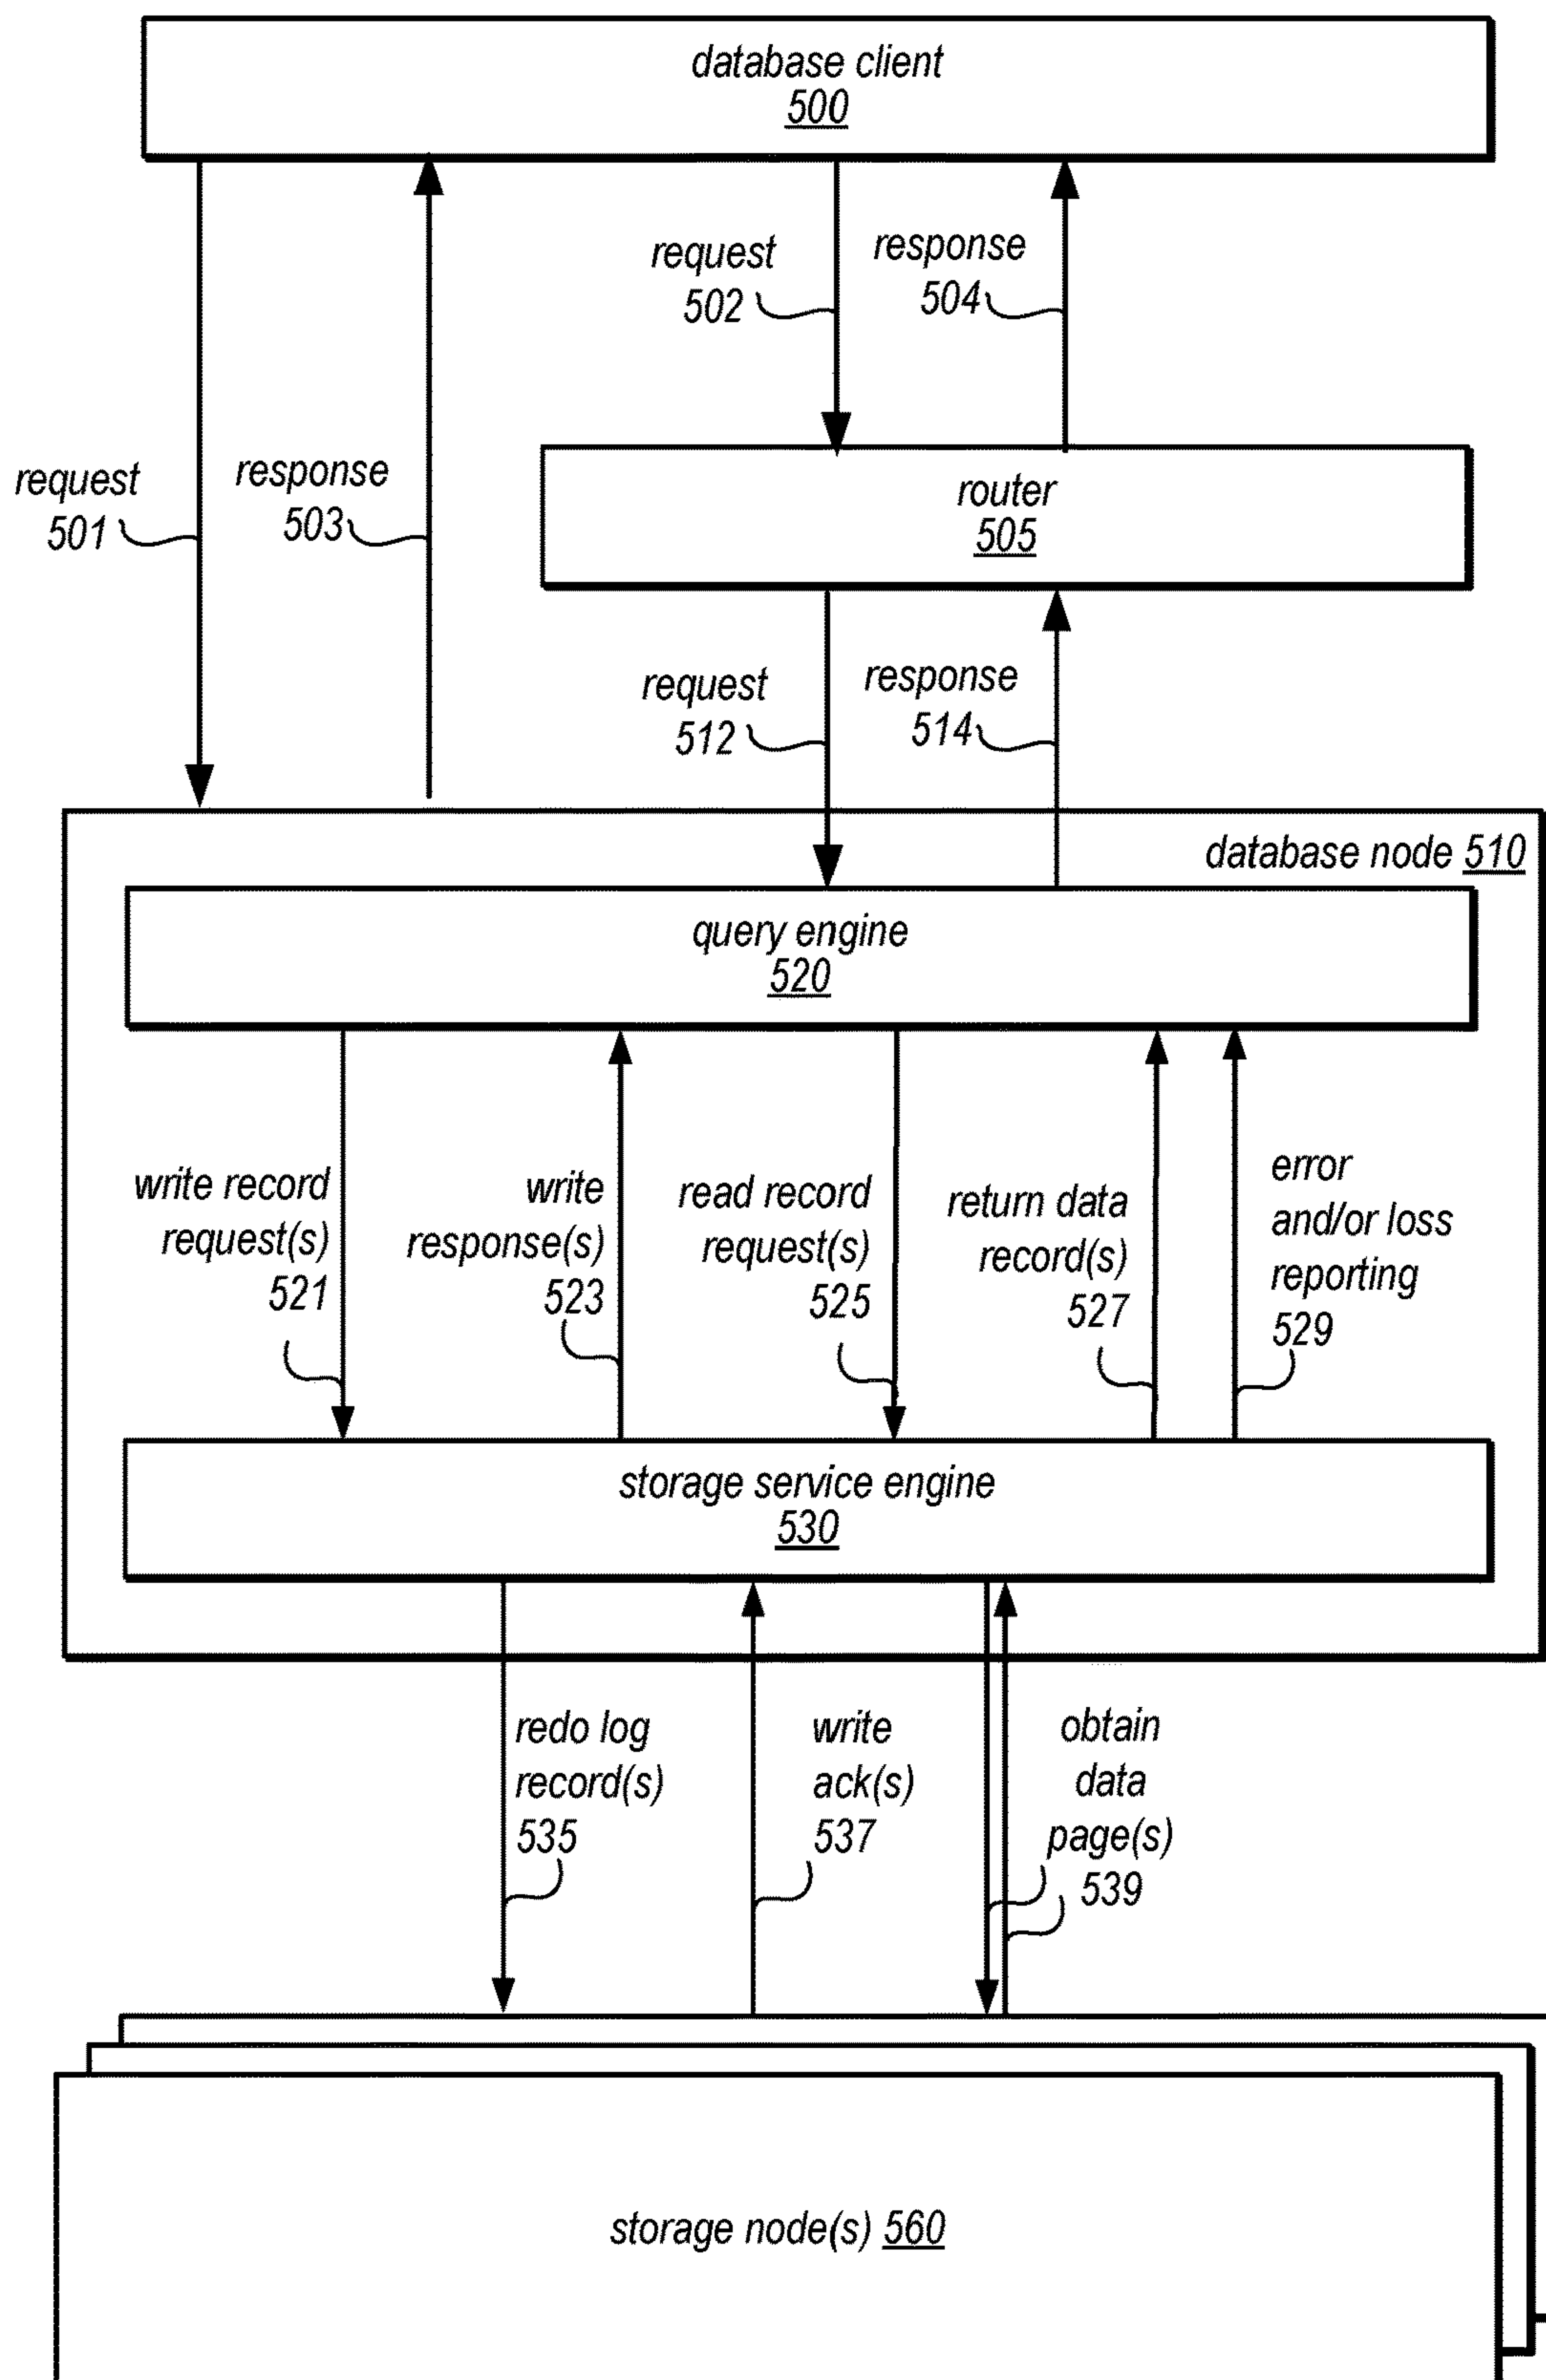 database client
500
request
502
response
504
request
501
response
503
router
505
request
512
response
514
database node 510
query engine
520
write record
request(s)
521
write
response(s)
523
read record
request(s)
525
return data
record(s)
527
error
and/or loss
reporting
529
storage service engine
530
redo log
record(s)
535
write
ack(s)
537
obtain
data
page(s)
539
storage node(s) 560